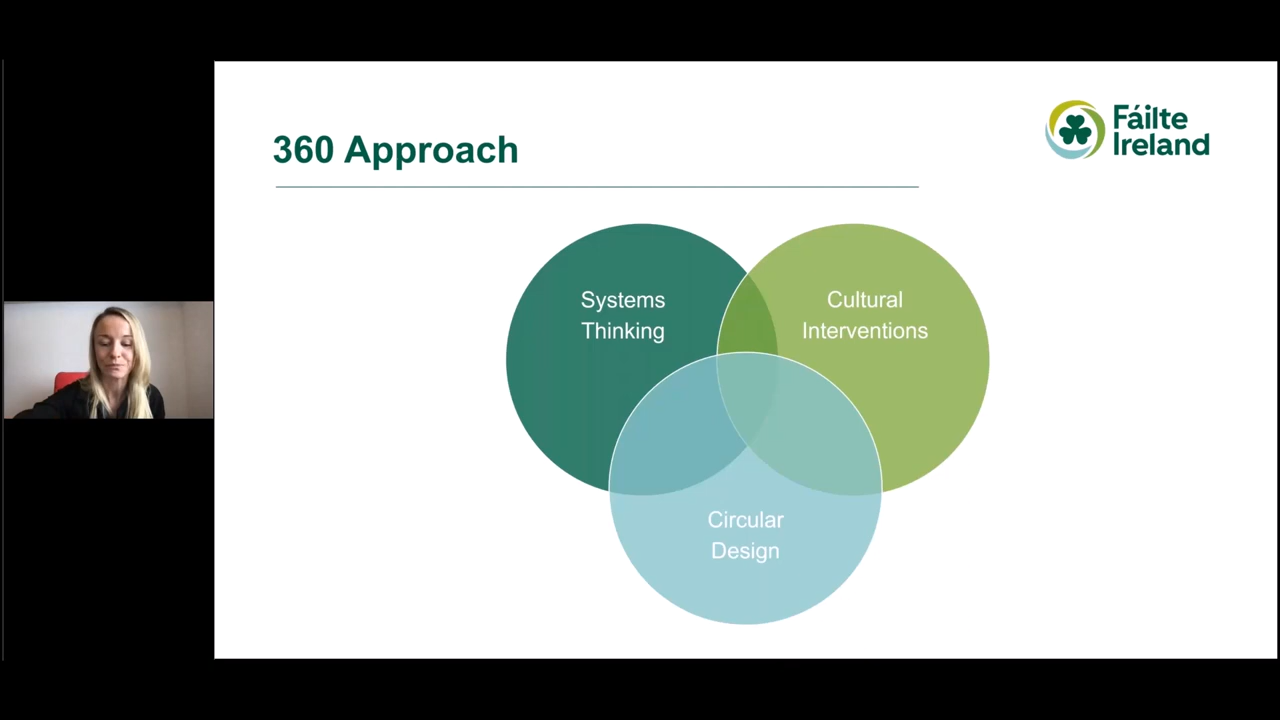 360 Approach
Fáilte
Ireland
Systems
Thinking
Cultural
Interventions
Circular
Design